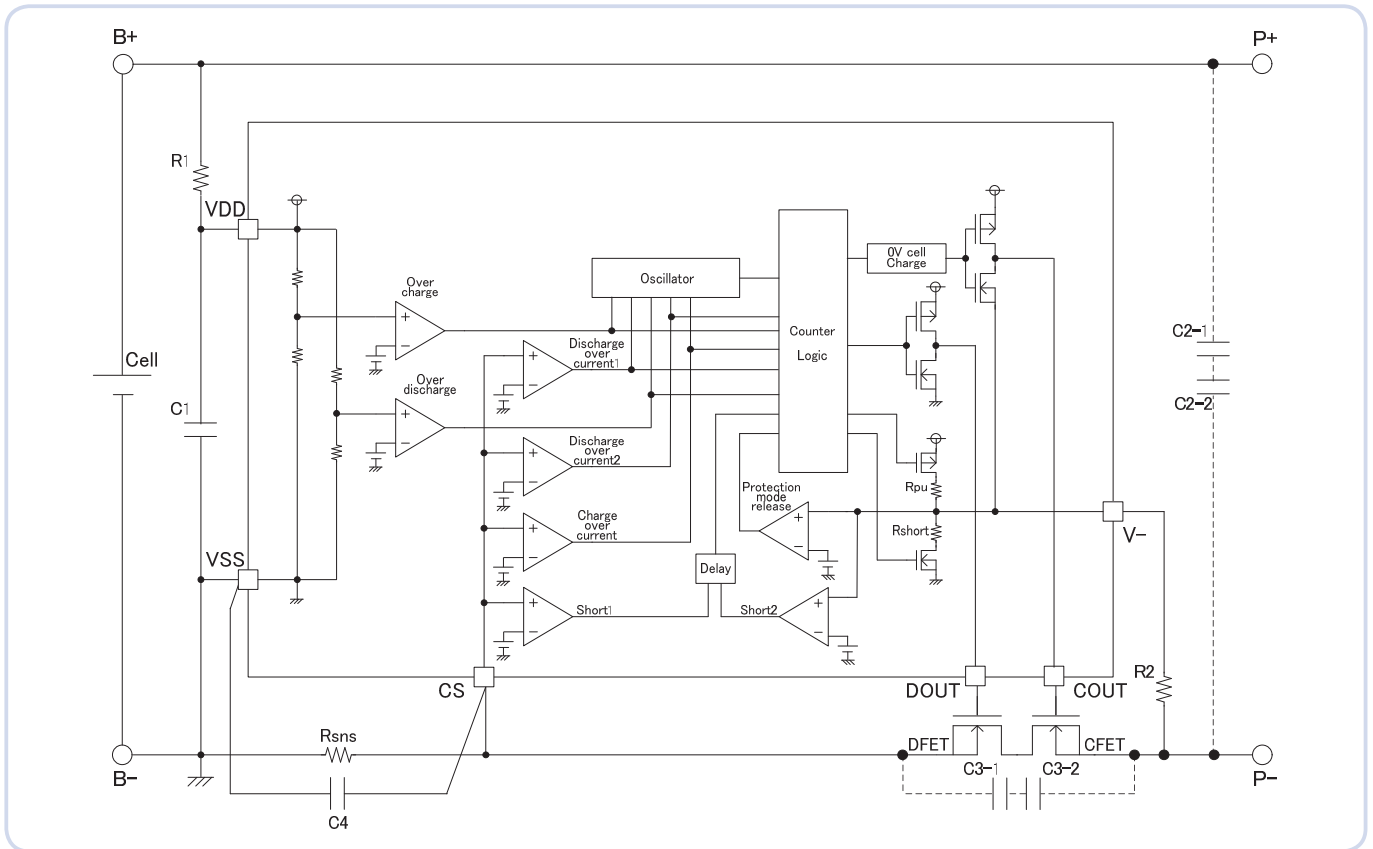 B+
P+
R1
VDD
0V cell
Charge
Oscillator
Over
charge
Counter
Logic
C2-1
Cell
Discharge
over
current1
Over
discharge
C2-2
C1
Discharge
over
current2
Protection
mode
release
Rpu
Charge
over
current
Rshort
V-
VSS
Delay
Short1
Short2
CS
DOUT
COUT
R2
Rsns
DFET
CFET
C3-1
C3-2
B-
P-
C4
+
−
+
−
+
−
+
−
+
−
+
−
+
−
+
−